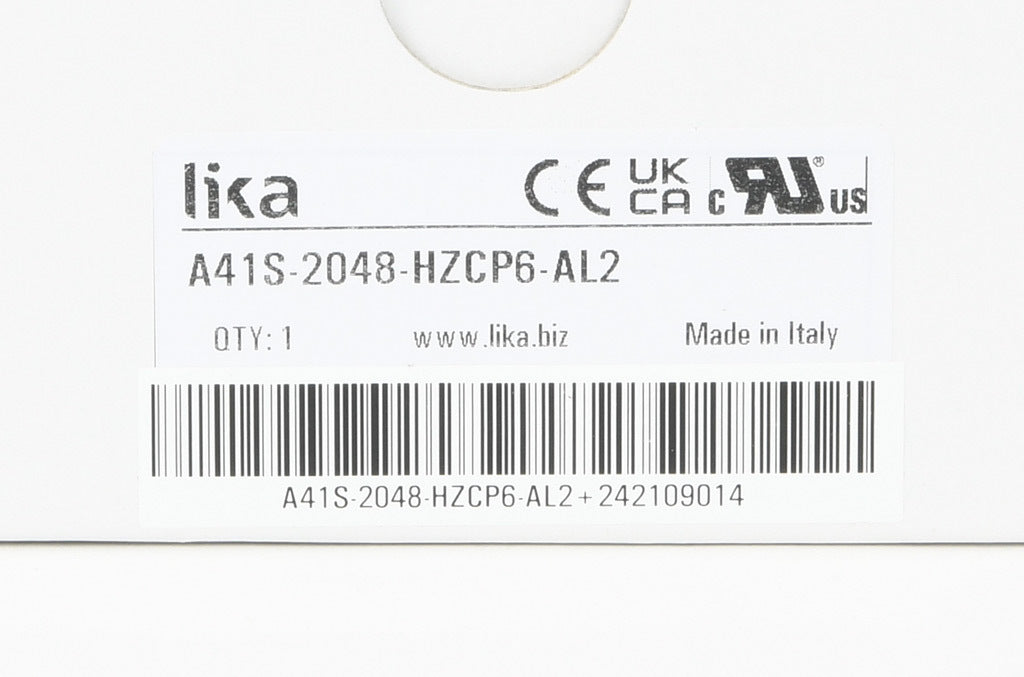 lika CE UK CA c RU ® US
A41S-2048-HZCP6-AL2
QTY: 1 www.lika.biz Made in Italy
A41S-2048-HZCP6-AL2+242109014